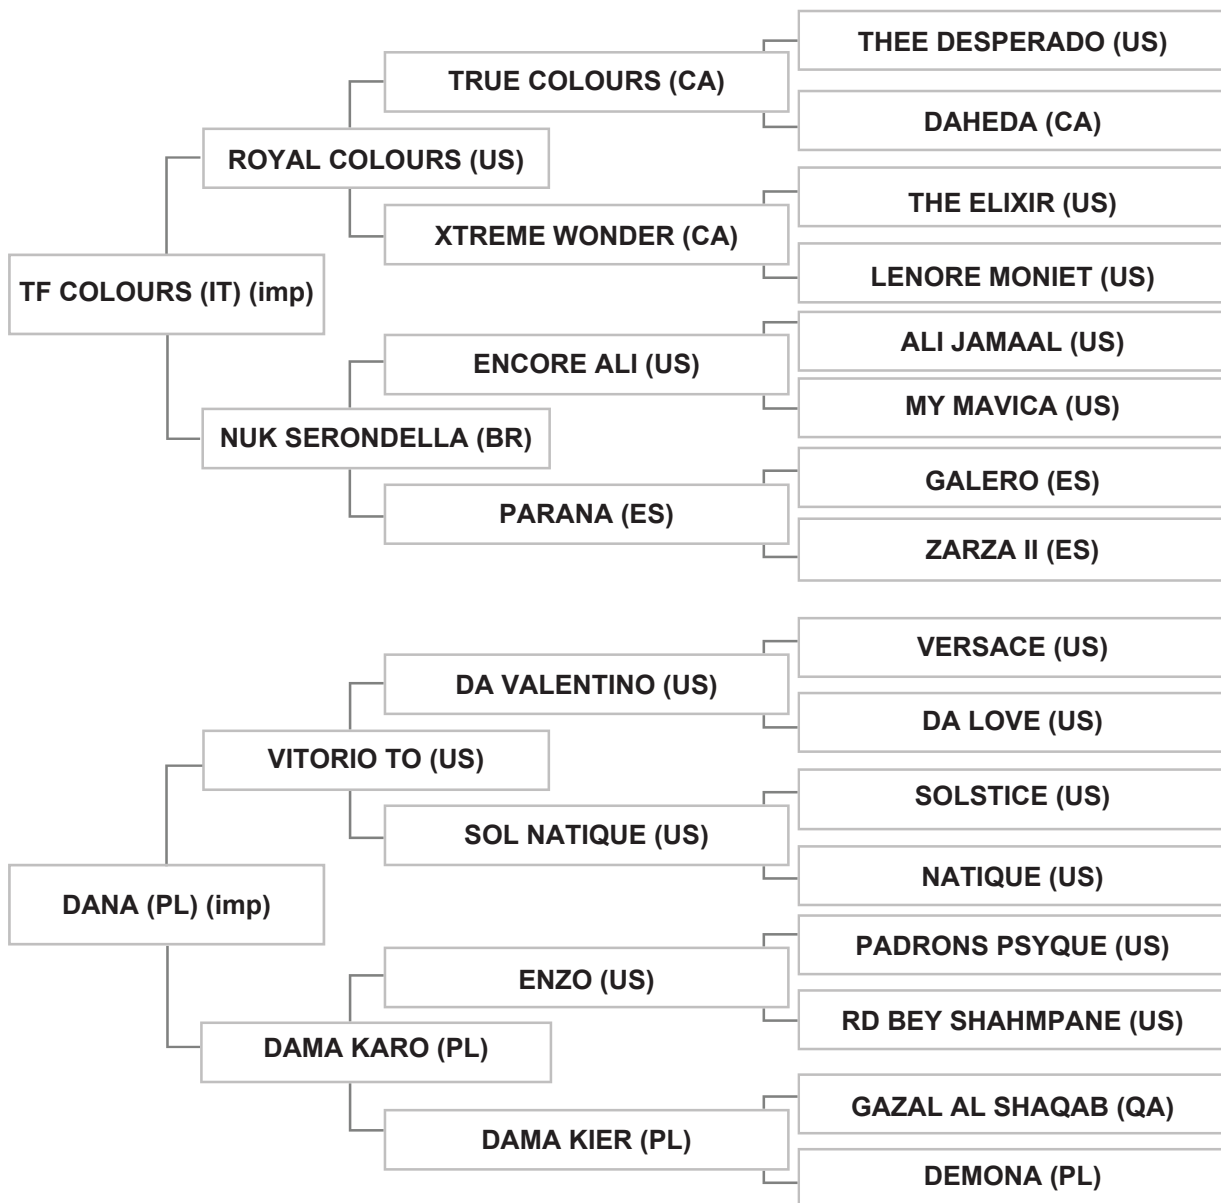 THEE DESPERADO (US)
TRUE COLOURS (CA)
DAHEDA (CA)
ROYAL COLOURS (US)
THE ELIXIR (US)
XTREME WONDER (CA)
LENORE MONIET (US)
TF COLOURS (IT) (imp)
ALI JAMAAL (US)
ENCORE ALI (US)
MY MAVICA (US)
NUK SERONDELLA (BR)
GALERO (ES)
PARANA (ES)
ZARZA II (ES)
VERSACE (US)
DA VALENTINO (US)
DA LOVE (US)
VITORIO TO (US)
SOLSTICE (US)
SOL NATIQUE (US)
NATIQUE (US)
DANA (PL) (imp)
PADRONS PSYQUE (US)
ENZO (US)
RD BEY SHAHMPANE (US)
DAMA KARO (PL)
GAZAL AL SHAQAB (QA)
DAMA KIER (PL)
DEMONA (PL)